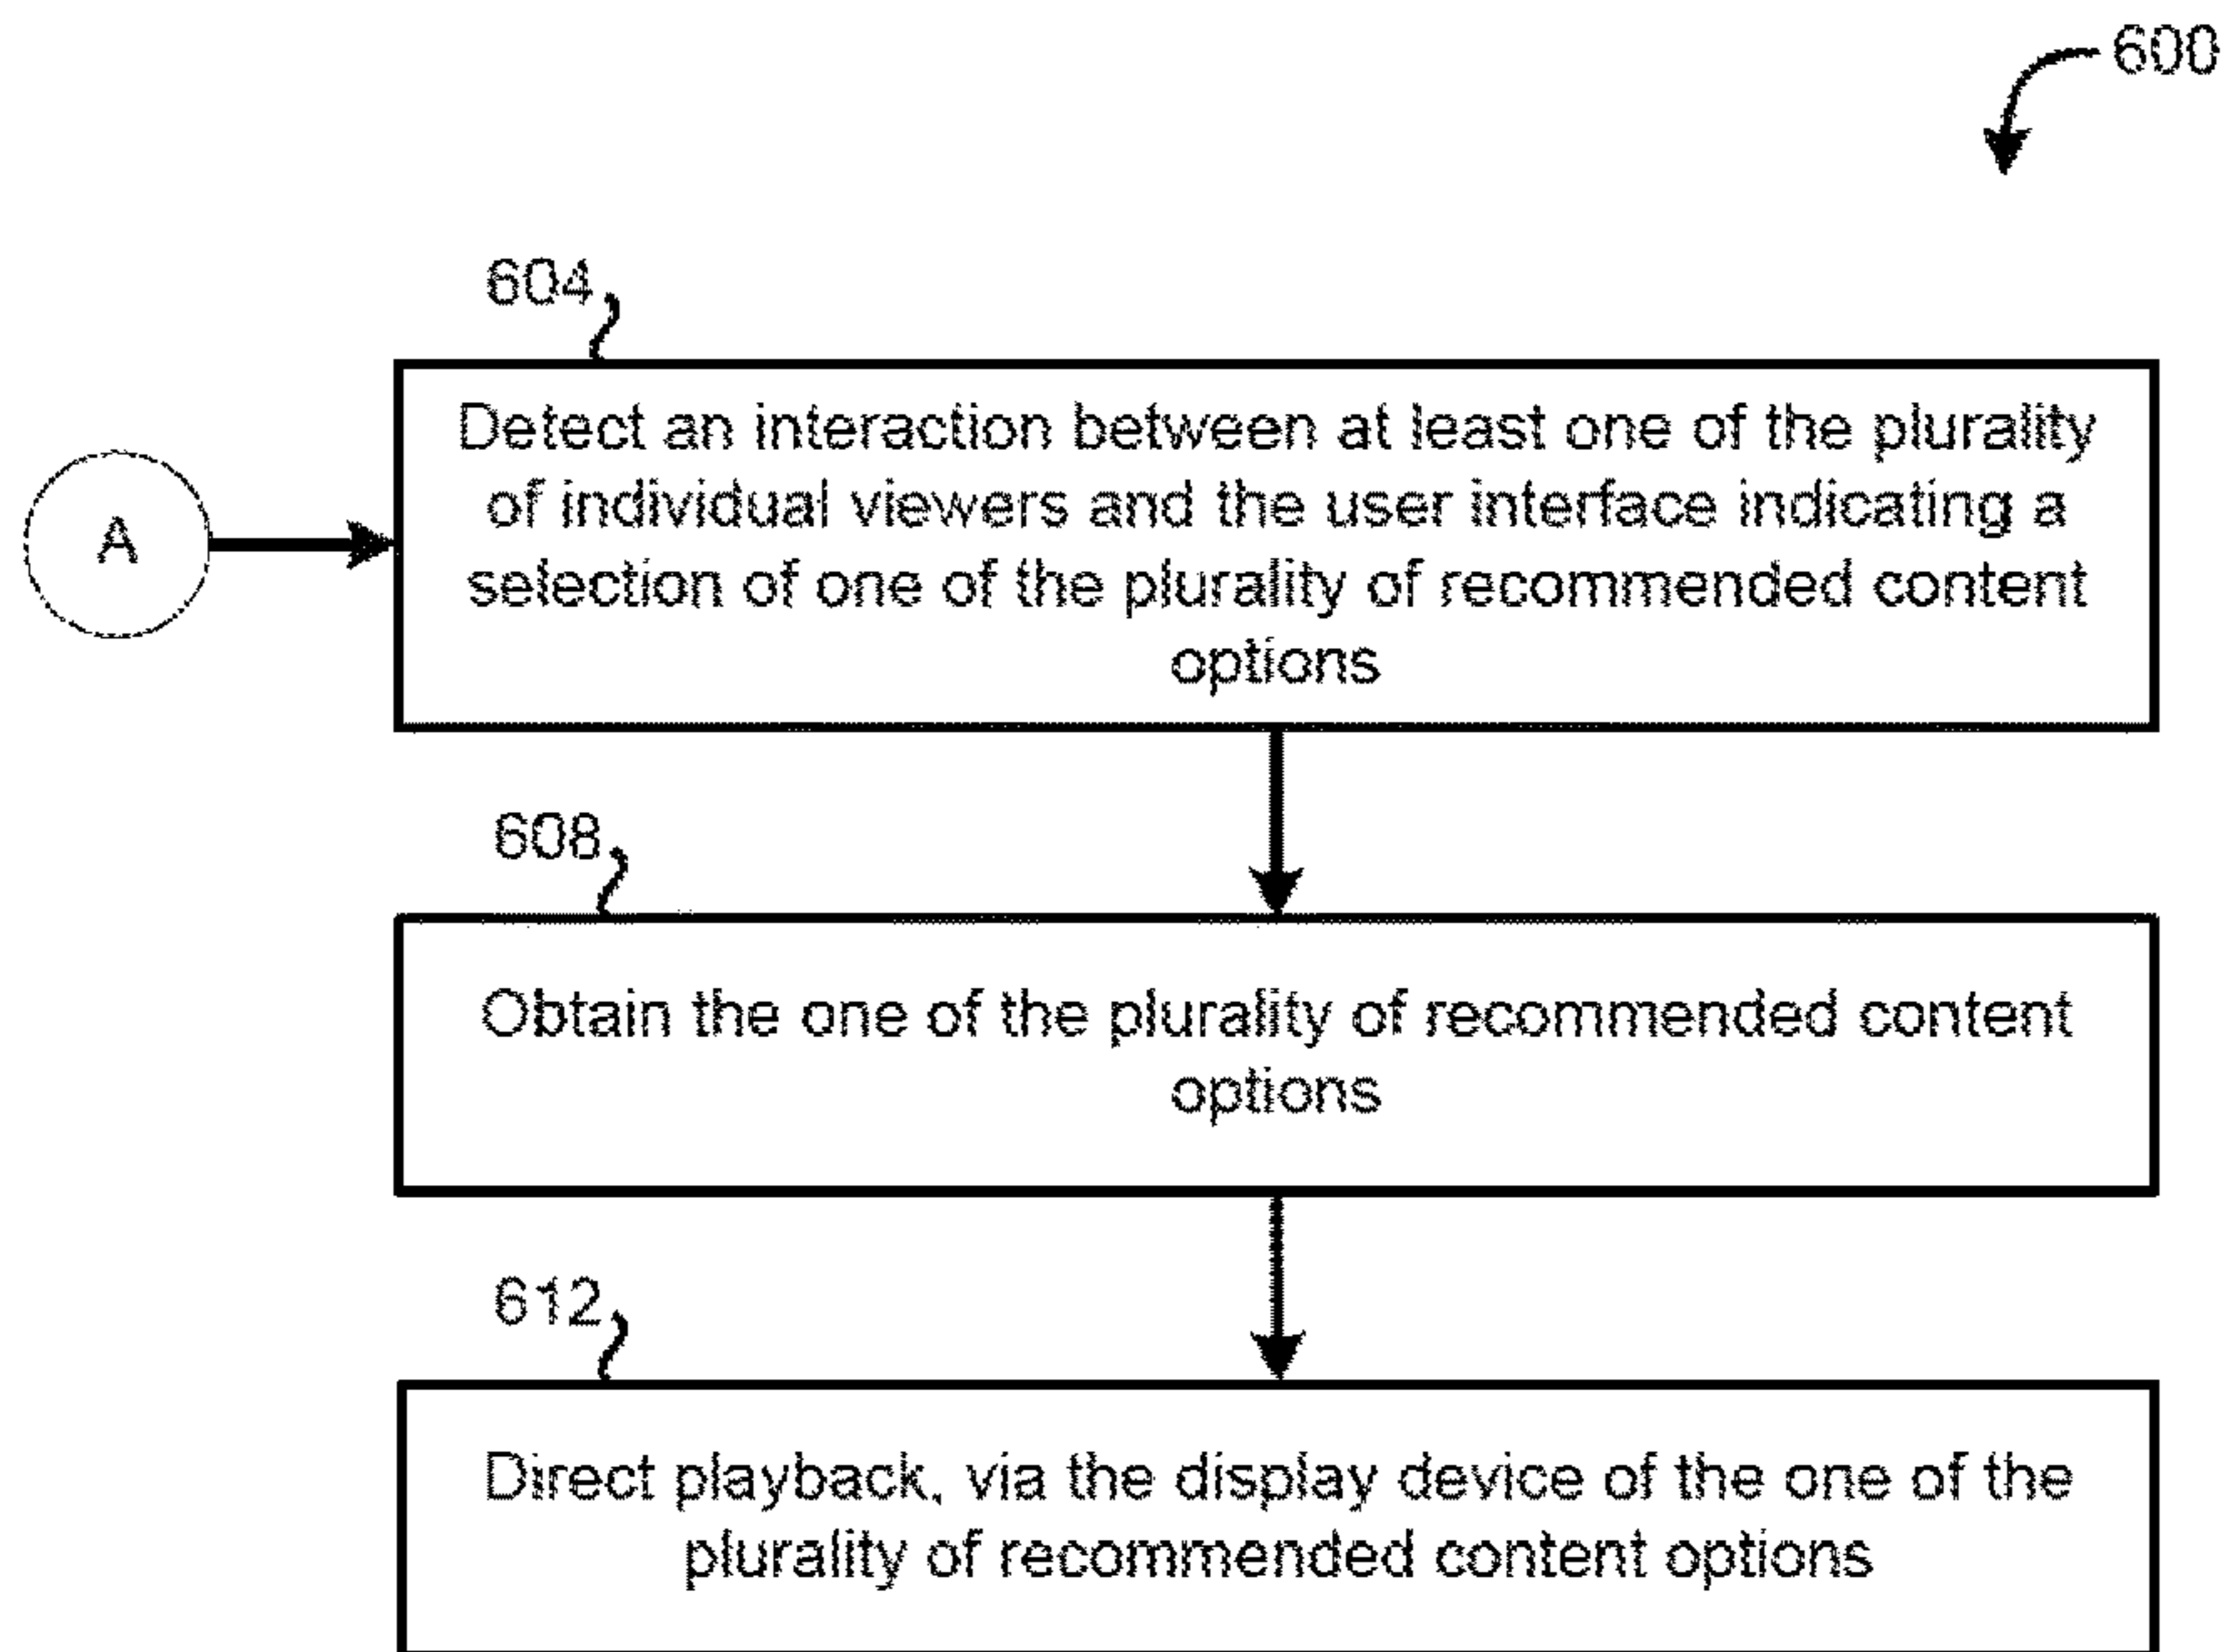 600
604
Detect an interaction between at least one of the plurality
of individual viewers and the user interface indicating a
selection of one of the plurality of recommended content
options
A
608
Obtain the one of the plurality of recommended content
options
612
Direct playback, via the display device of the one of the
plurality of recommended content options